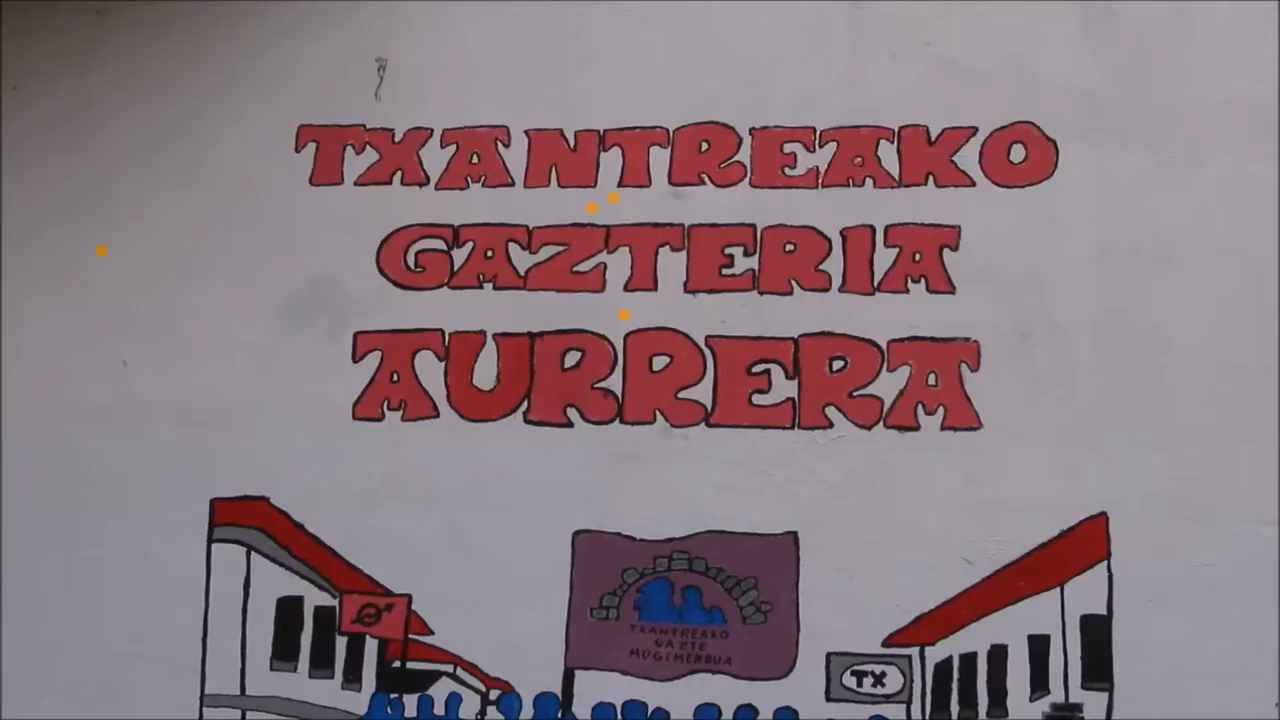 TXANTREAKO
GAZTERIA
AURRERA
TXANTREAKO
GAZTE
MUGIMENDUA
TX